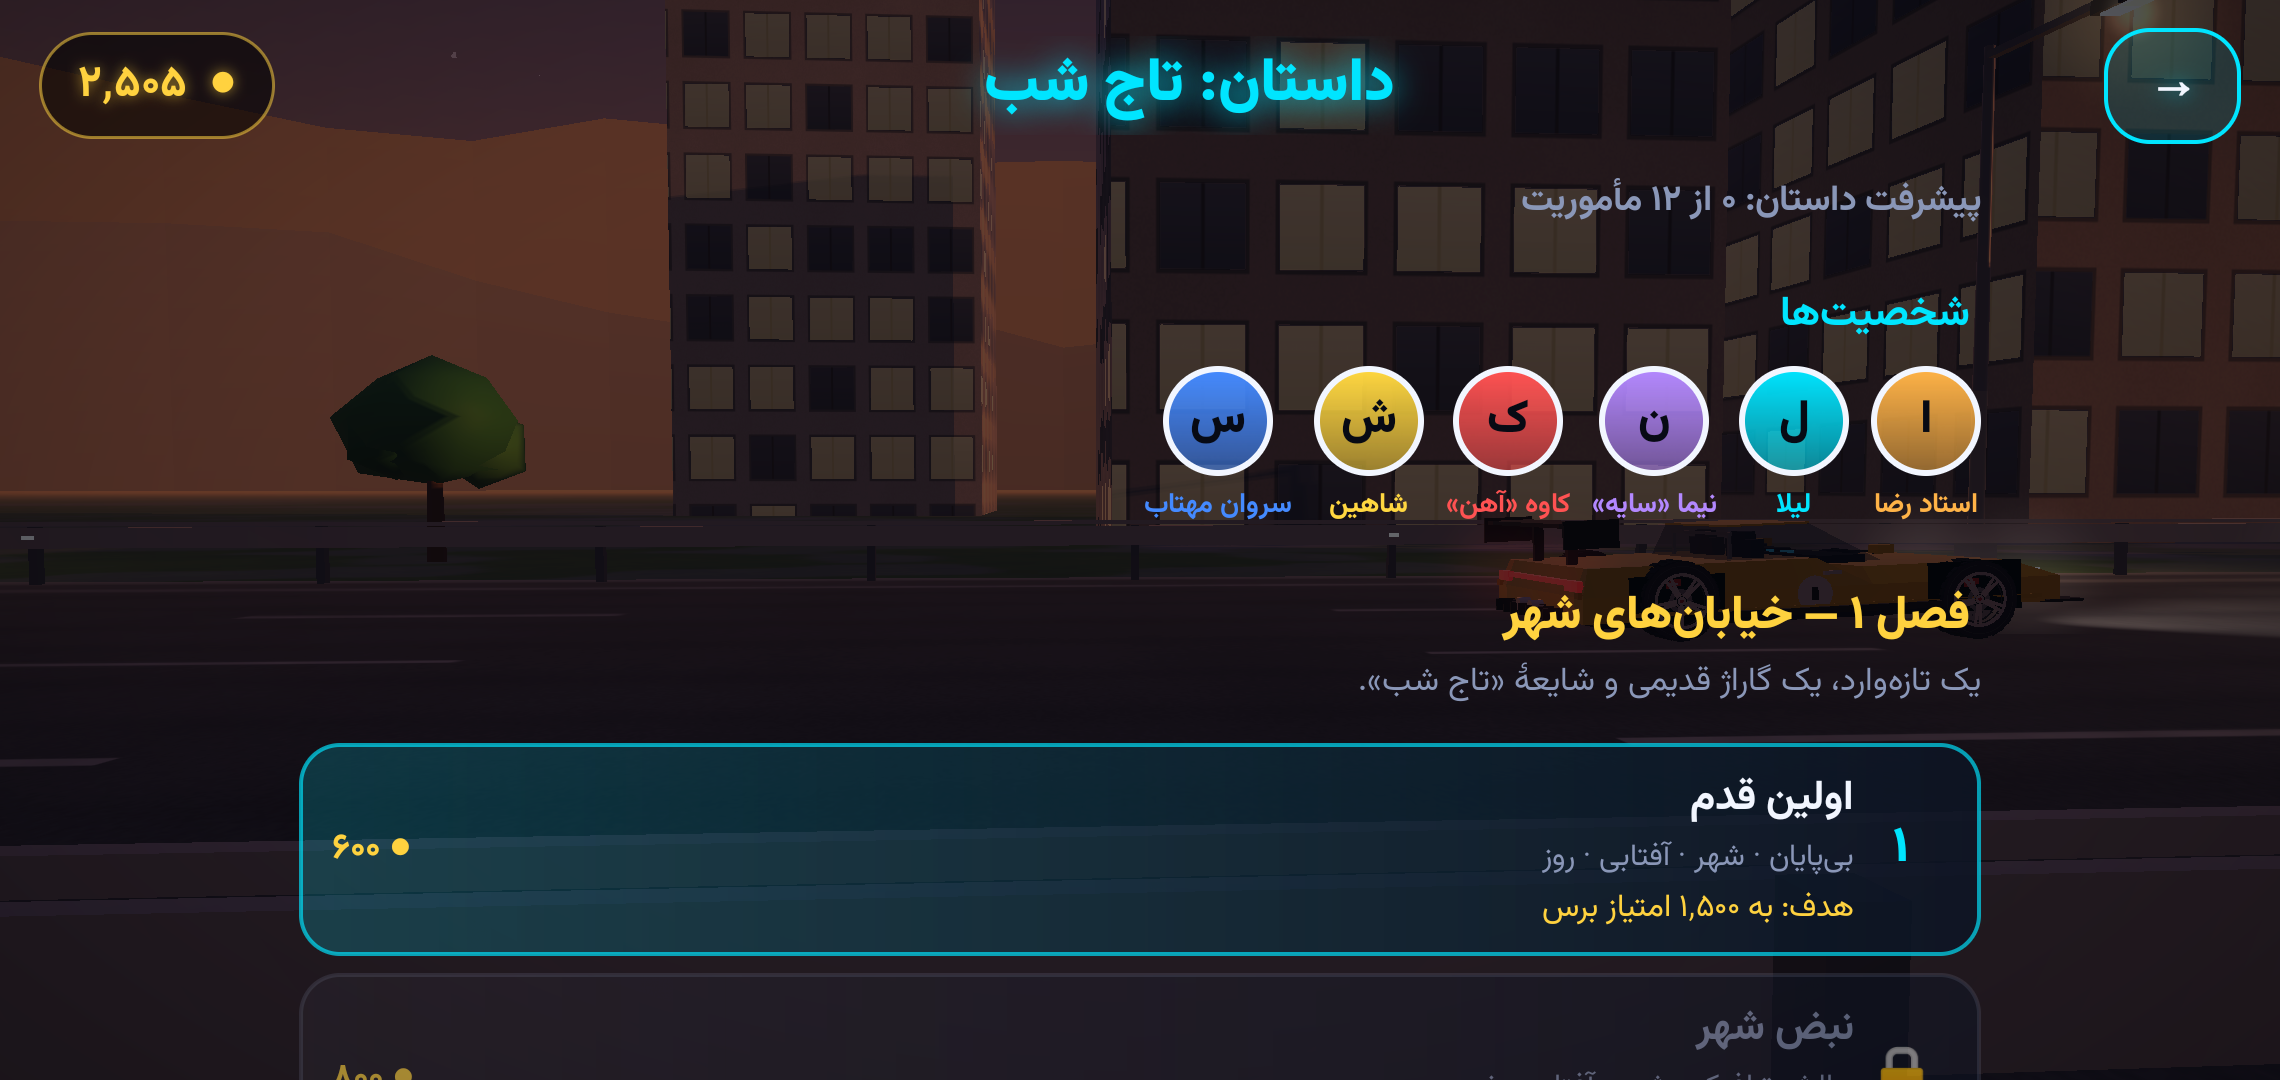 →
داستان: تاج شب
۲,۵۰۵
پیشرفت داستان: ۰ از ۱۲ مأموریت
شخصیت‌ها
ا ل ن ک ش س
استاد رضا لیلا نیما «سایه» کاوه «آهن» شاهین سروان مهتاب
فصل ۱ – خیابان‌های شهر
یک تازه‌وارد، یک گاراژ قدیمی و شایعهٔ «تاج شب».
اولین قدم
۱
بی‌پایان · شهر · آفتابی · روز
هدف: به ۱,۵۰۰ امتیاز برس
۶۰۰
نبض شهر
۸۰۰